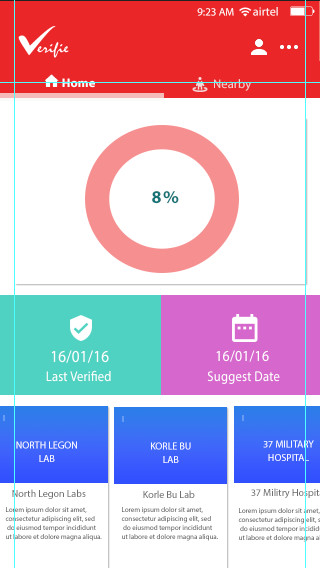 9:23 AM airtel
Verifie
Home
Nearby
8%
16/01/16
Last Verified
16/01/16
Suggest Date
NORTH LEGON
LAB
KORLE BU
LAB
37 MILITARY
HOSPITAL
North Legon Labs
Korle Bu Lab
37 Militry Hospita
Lorem ipsum dolor sit amet,
consectetur adipiscing elit, sed
do eiusmod tempor incididunt
ut labore et dolore magna aliqua.
Lorem ipsum dolor sit amet,
consectetur adipiscing elit, sed
do eiusmod tempor incididunt
ut labore et dolore magna aliqua.
Lorem ipsum dolor sit amet,
consectetur adipiscing elit,
do eiusmod tempor incidid
ut labore et dolore magna a